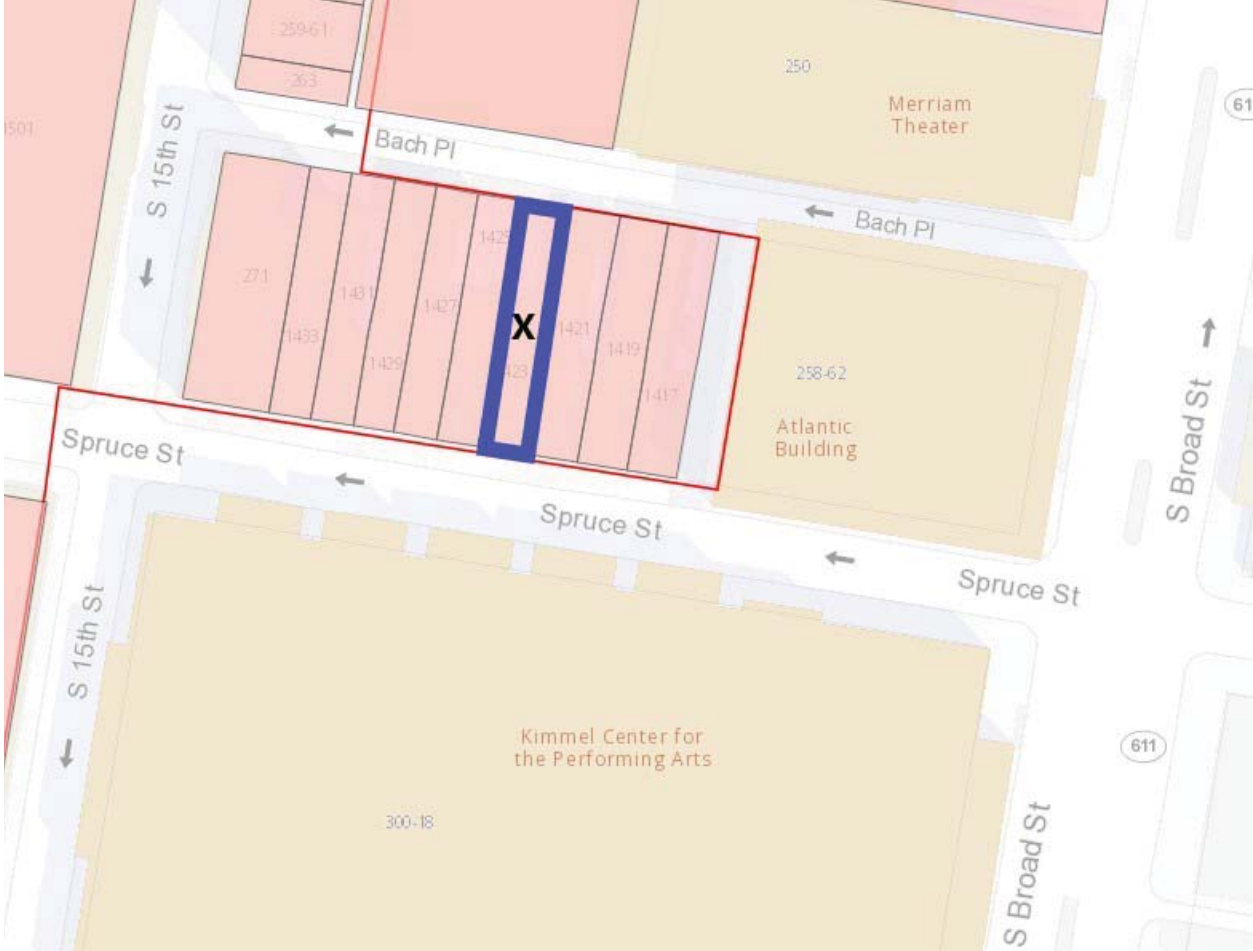 259-61
263
250
Merriam
Theater
61
1501
S 15th St
Bach Pl
Bach Pl
1425
271
1431
1427
1421
1433
X
1419
1429
423
1417
258-62
Atlantic
Building
S Broad St
Spruce St
Spruce St
Spruce St
S 15th St
Kimmel Center for
the Performing Arts
611
300-18
S Broad St